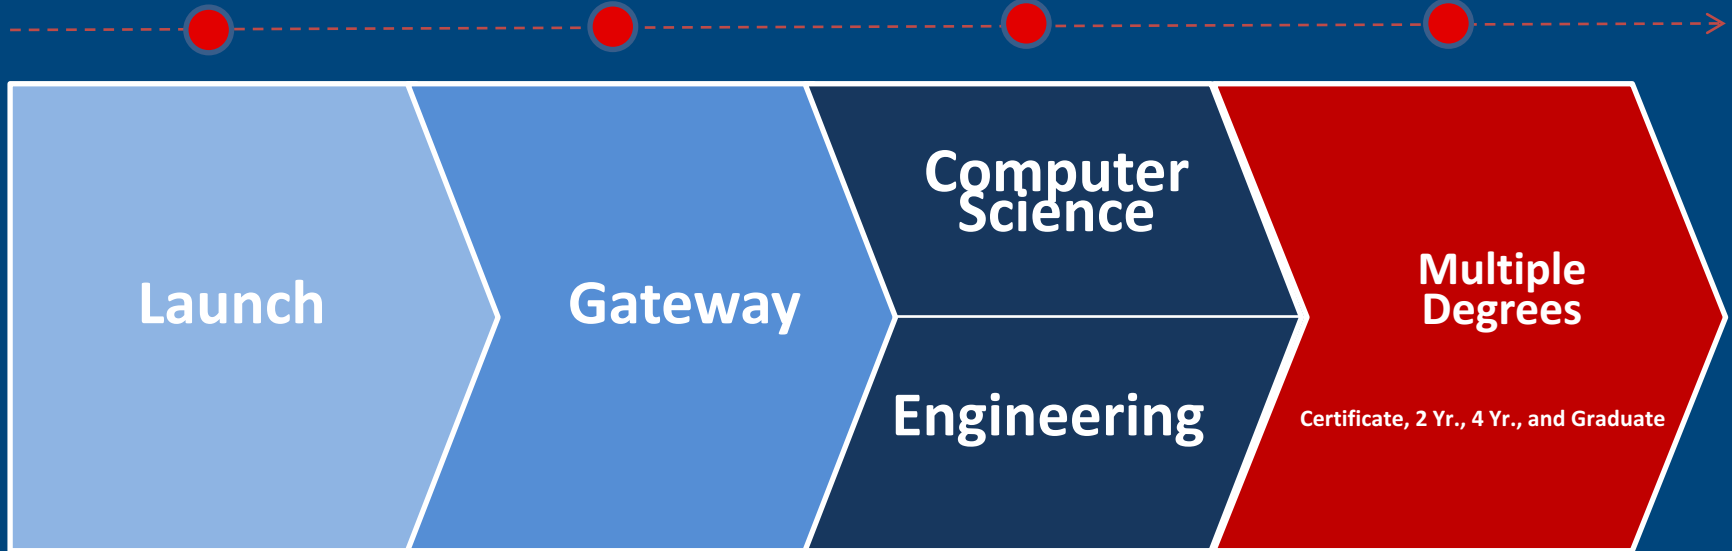 Launch
Gateway
Computer
Science
Engineering
Multiple
Degrees
Certificate, 2 Yr., 4 Yr., and Graduate